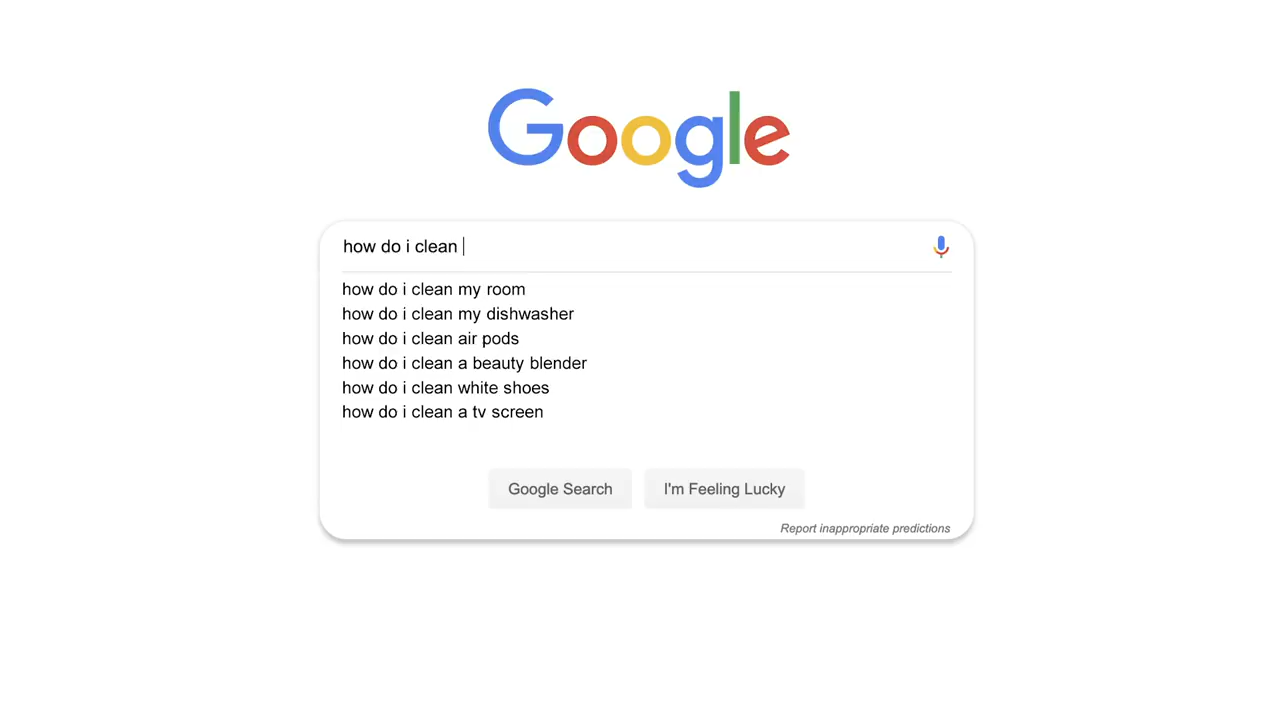 Google
how do i clean
how do i clean my room
how do i clean my dishwasher
how do i clean air pods
how do i clean a beauty blender
how do i clean white shoes
how do i clean a tv screen
Google Search I'm Feeling Lucky
Report inappropriate predictions